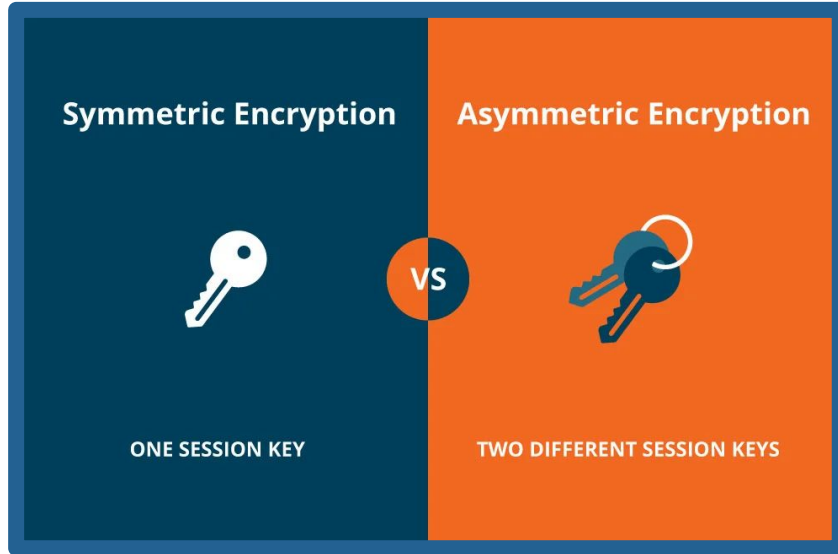 Symmetric Encryption
Asymmetric Encryption
VS
ONE SESSION KEY
TWO DIFFERENT SESSION KEYS